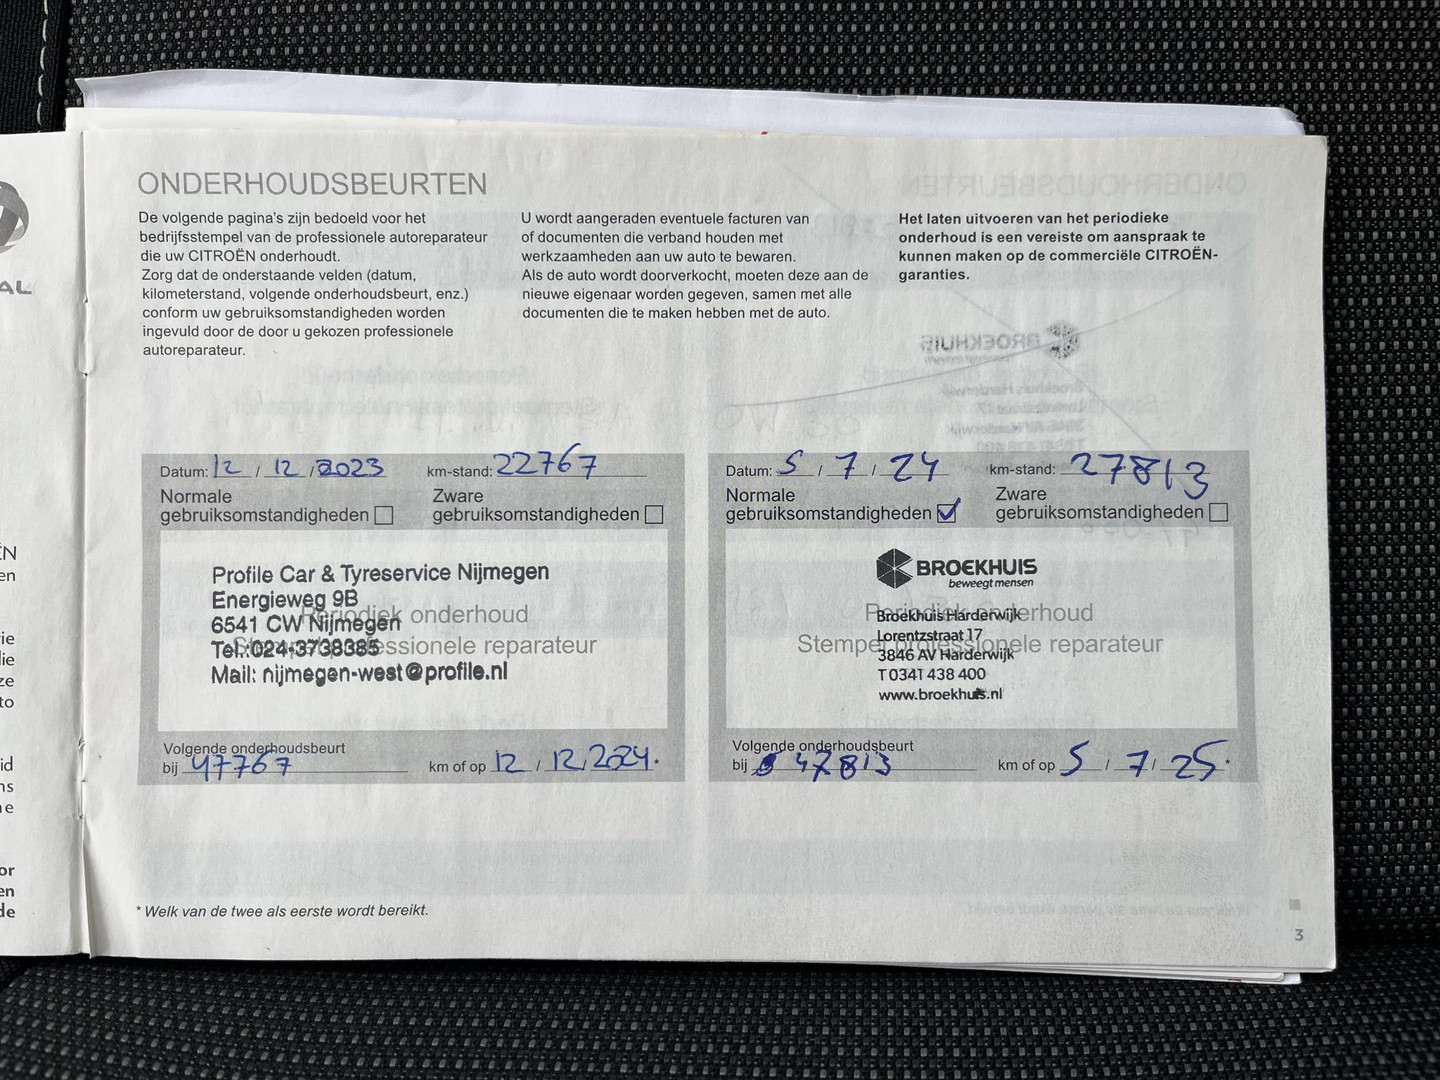 ONDERHOUDSBEURTEN
De volgende pagina's zijn bedoeld voor het
bedrijfsstempel van de professionele autoreparateur
die uw CITROËN onderhoudt.
Zorg dat de onderstaande velden (datum,
kilometerstand, volgende onderhoudsbeurt, enz.)
conform uw gebruiksomstandigheden worden
ingevuld door de door u gekozen professionele
autoreparateur.
U wordt aangeraden eventuele facturen van
of documenten die verband houden met
werkzaamheden aan uw auto te bewaren.
Als de auto wordt doorverkocht, moeten deze aan de
nieuwe eigenaar worden gegeven, samen met alle
documenten die te maken hebben met de auto.
Het laten uitvoeren van het periodieke
onderhoud is een vereiste om aanspraak te
kunnen maken op de commerciële CITROËN-
garanties.
Datum: 12 / 12 / 2023 km-stand: 22767
Normale
gebruiksomstandigheden
Zware
gebruiksomstandigheden
Profile Car & Tyreservice Nijmegen
Energieweg 9B
Periodiek onderhoud
6541 CW Nijmegen
Tel.:024-3738385
professionele reparateur
Mail: nijmegen-west@profile.nl
Volgende onderhoudsbeurt
bij 47767 km of op 12 / 12, 2024 *
Datum: 5 / 7 / 24 km-stand: 27813
Normale
gebruiksomstandigheden
Zware
gebruiksomstandigheden
BROEKHUIS
beweegt mensen
Periodiek onderhoud
Broekhuis Harderwijk
Lorentzstraat 17
Stempel professionele reparateur
3846 AV Harderwijk
T 0341 438 400
www.broekhuis.nl
Volgende onderhoudsbeurt
bij 47813 km of op 5 / 7 / 25 *
* Welk van de twee als eerste wordt bereikt.
3